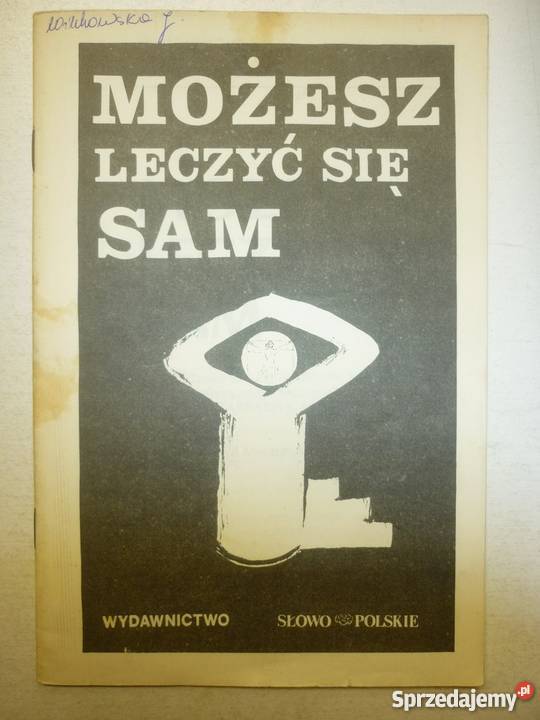 MOŻESZ
LECZYĆ SIĘ
SAM
WYDAWNICTWO SŁOWO POLSKIE
Sprzedajemy.pl